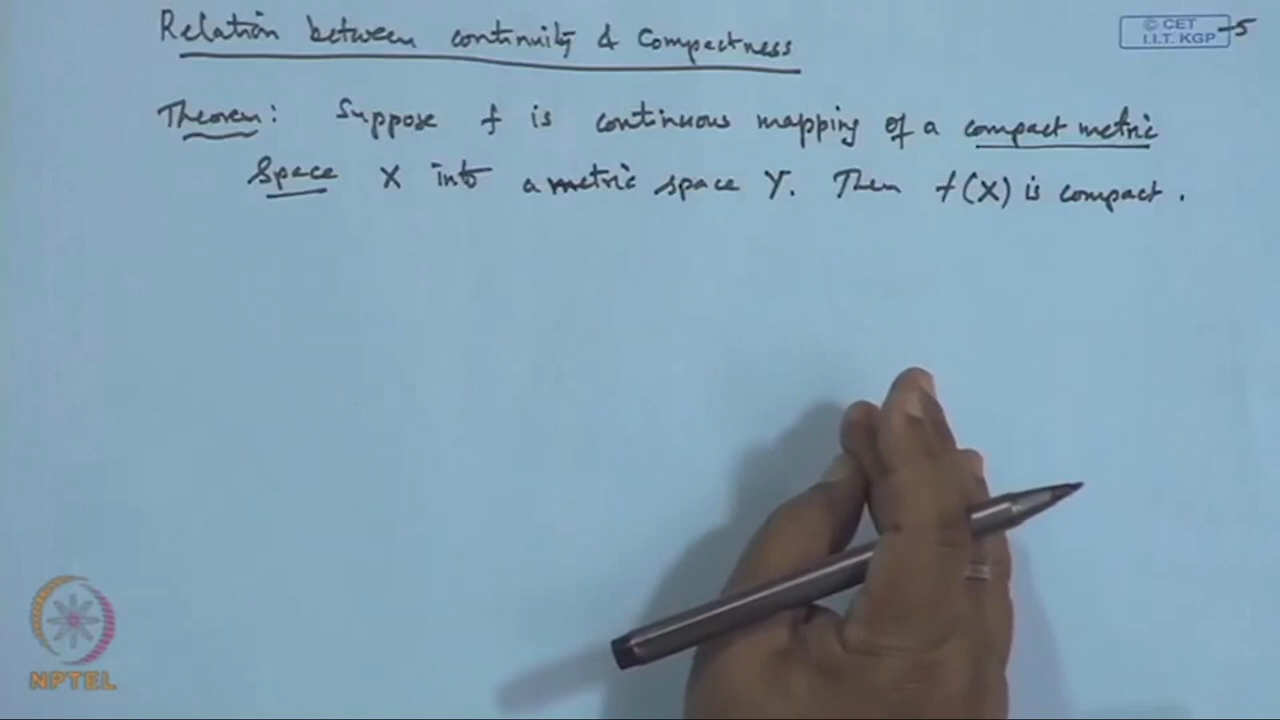 Relation between continuity & Compactness
© CET
I.I.T. KGP
5
Theorem: Suppose f is continuous mapping of a compact metric
Space X into a metric space Y. Then f(X) is compact.
NPTEL